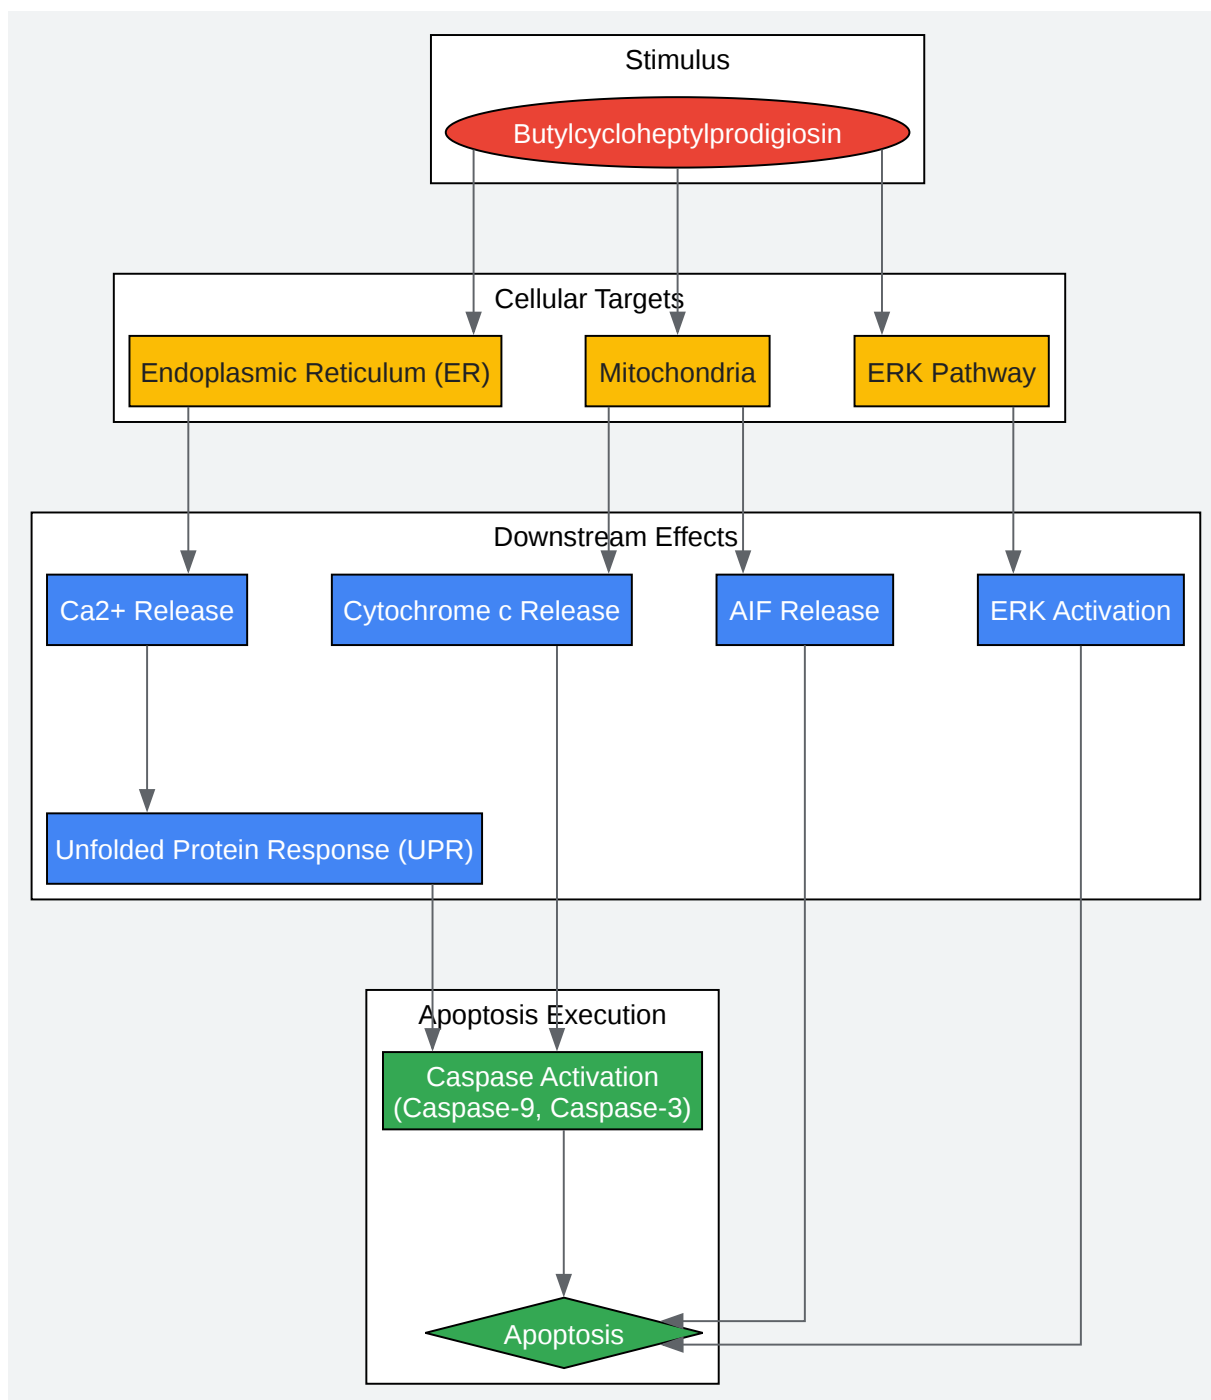 Stimulus
Butylcycloheptylprodigiosin
Cellular Targets
Endoplasmic Reticulum (ER)
Mitochondria
ERK Pathway
Downstream Effects
Ca2+ Release
Cytochrome c Release
AIF Release
ERK Activation
Unfolded Protein Response (UPR)
Apoptosis Execution
Caspase Activation
(Caspase-9, Caspase-3)
Apoptosis